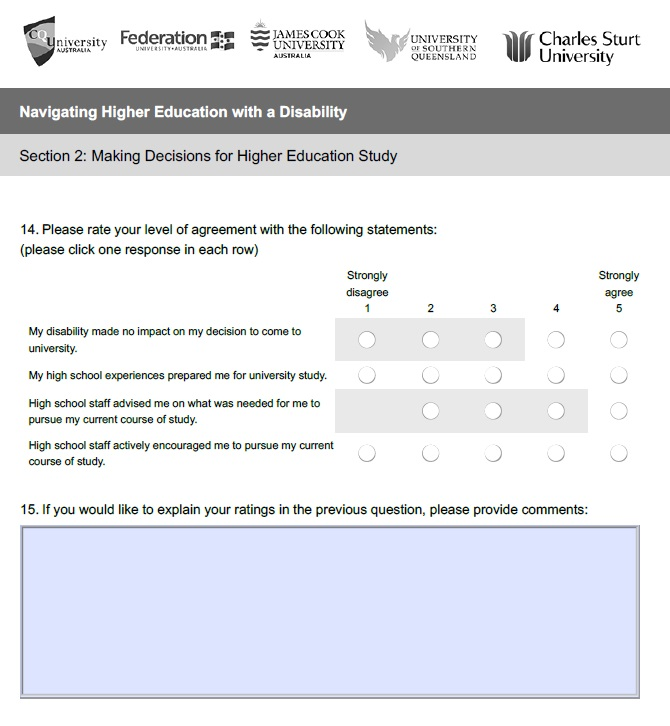 CQUniversity
AUSTRALIA
Federation
UNIVERSITY•AUSTRALIA
JAMES COOK
UNIVERSITY
AUSTRALIA
UNIVERSITY
OF SOUTHERN
QUEENSLAND
Charles Sturt
University
Navigating Higher Education with a Disability
Section 2: Making Decisions for Higher Education Study
14. Please rate your level of agreement with the following statements:
(please click one response in each row)
Strongly Strongly
disagree agree
1 2 3 4 5
My disability made no impact on my decision to come to
university.
My high school experiences prepared me for university study.
High school staff advised me on what was needed for me to
pursue my current course of study.
High school staff actively encouraged me to pursue my current
course of study.
15. If you would like to explain your ratings in the previous question, please provide comments: